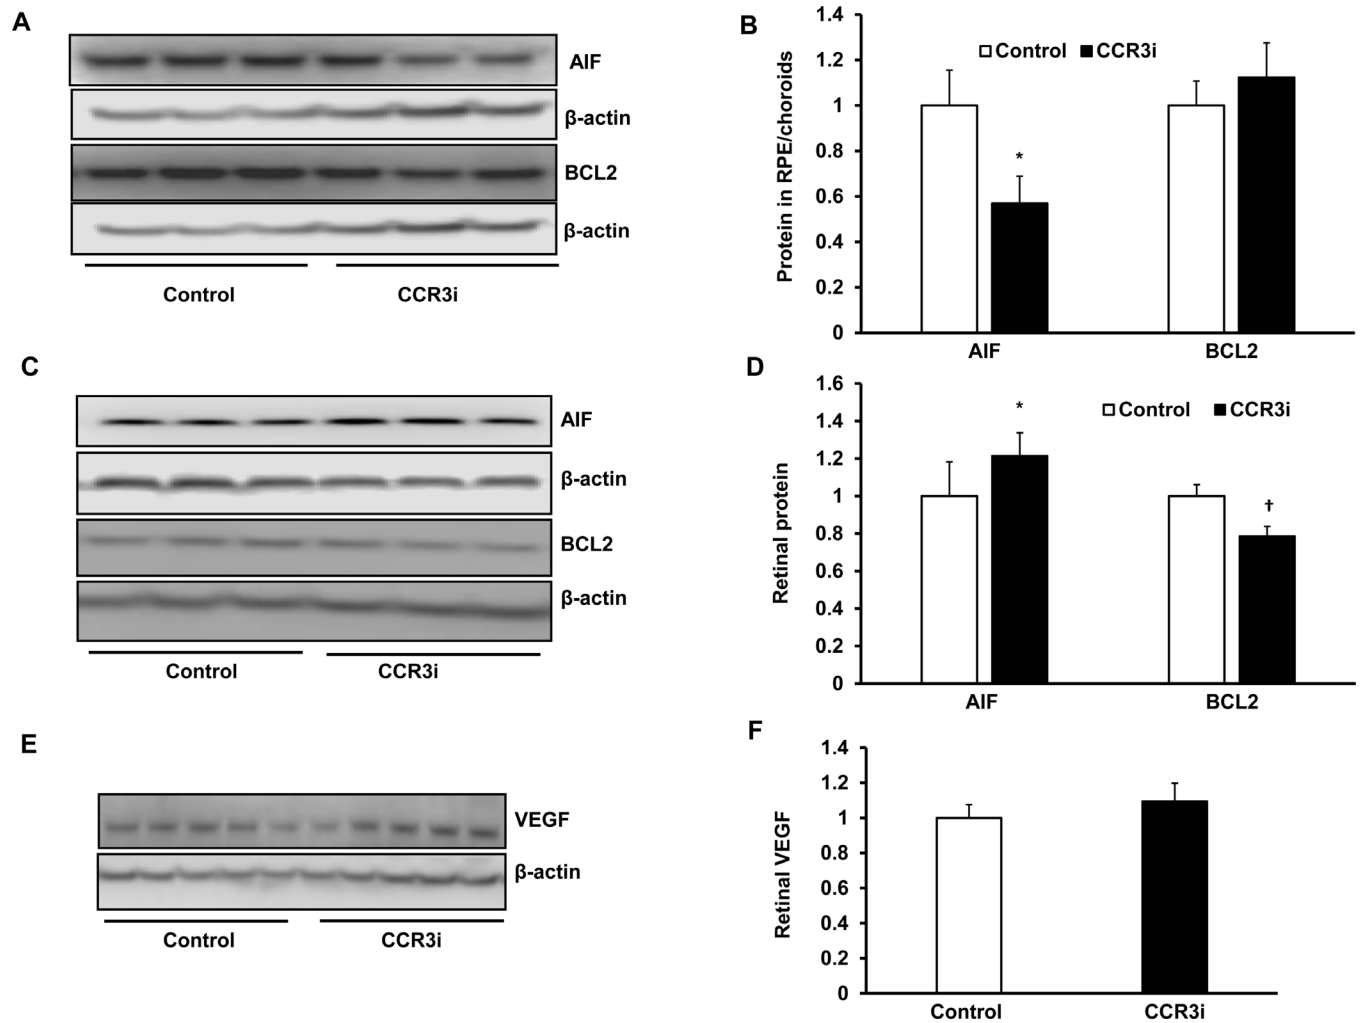 A
AIF
β-actin
BCL2
β-actin
Control CCR3i
B
Protein in RPE/choroids
1.4
1.2
1
0.8
0.6
0.4
0.2
0
Control CCR3i
*
AIF BCL2
C
AIF
β-actin
BCL2
β-actin
Control CCR3i
D
Retinal protein
1.6
1.4
1.2
1
0.8
0.6
0.4
0.2
0
Control CCR3i
*
†
AIF BCL2
E
VEGF
β-actin
Control CCR3i
F
Retinal VEGF
1.4
1.2
1
0.8
0.6
0.4
0.2
0
Control CCR3i